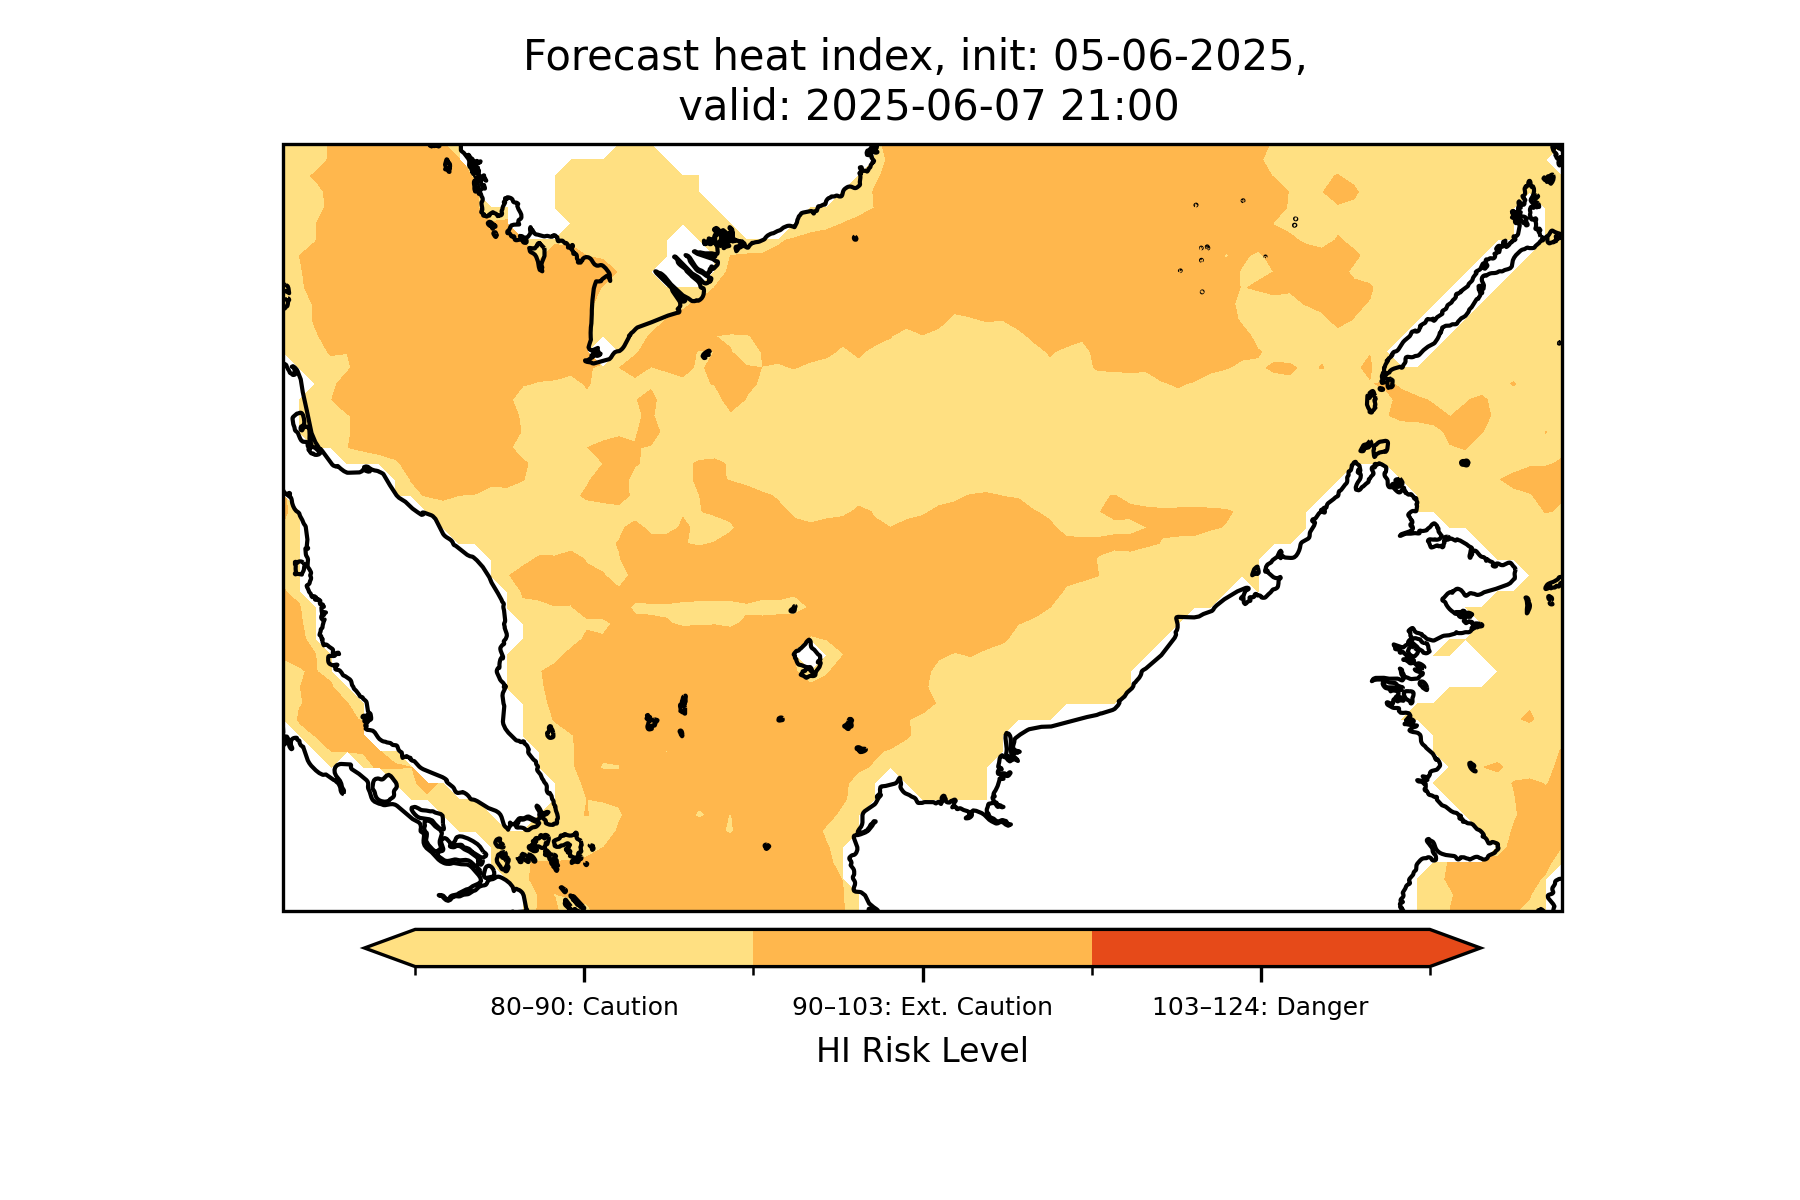 Forecast heat index, init: 05-06-2025,
valid: 2025-06-07 21:00
80–90: Caution
90–103: Ext. Caution
103–124: Danger
HI Risk Level